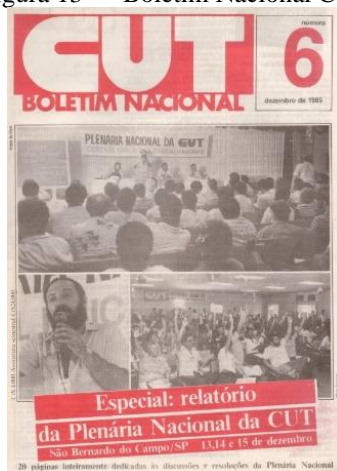 Boletim Nacional C
CUT
BOLETIM NACIONAL
número
6
dezembro de 1985
PLENÁRIA NACIONAL DA CUT
Especial: relatório
da Plenária Nacional da CUT
São Bernardo do Campo/SP 13,14 e 15 de dezembro
20 páginas inteiramente dedicadas às discussões e resoluções da Plenária Nacional